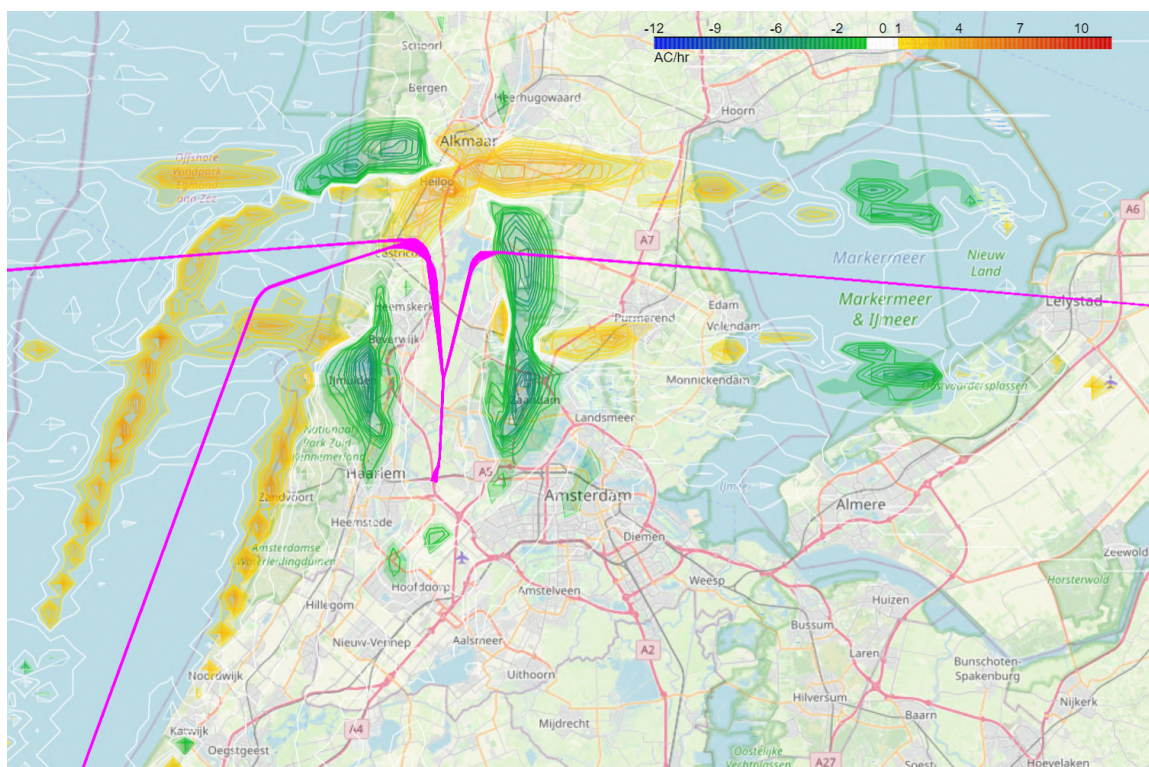 -12 -9 -6 -2 0 1 4 7 10
AC/hr
Schoorl
Bergen
Heerhugowaard
Hoorn
Alkmaar
Offshore
Windpark
Egmond
aan Zee
Heiloo
A6
A7
Castricum
Markermeer
Nieuw
Land
Markermeer
& IJmeer
Lelystad
Heemskerk
Edam
Purmerend
Volendam
Beverwijk
IJmuiden
Monnickendam
Oostvaardersplassen
Zaandam
Landsmeer
Nationaal
Park Zuid-
Kennemerland
Haarlem
A5
IJmeer
Zandvoort
Amsterdam
Almere
Heemstede
Diemen
Amsterdamse
Waterleidingduinen
Zeewolde
Weesp
Hoofddorp
Amstelveen
Horsterwold
Hillegom
Huizen
Bussum
Nieuw-Vennep
Aalsmeer
A2
Laren
Noordwijk
Uithoorn
Bunschoten-
Spakenburg
Hilversum
Nijkerk
Katwijk
A4
Mijdrecht
Baarn
Oegstgeest
Oostelijke
Vechtplassen
A27
Soest
Hoevelaken